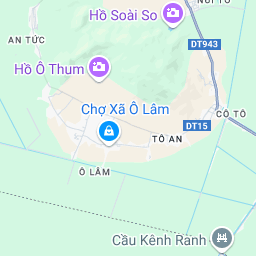 NÚI TÔ
Hồ Soài So
AN TỨC
DT943
Hồ Ô Thum
Chợ Xã Ô Lâm
CÔ TÔ
DT15
TÔ AN
Ô LÂM
Cầu Kênh Ranh